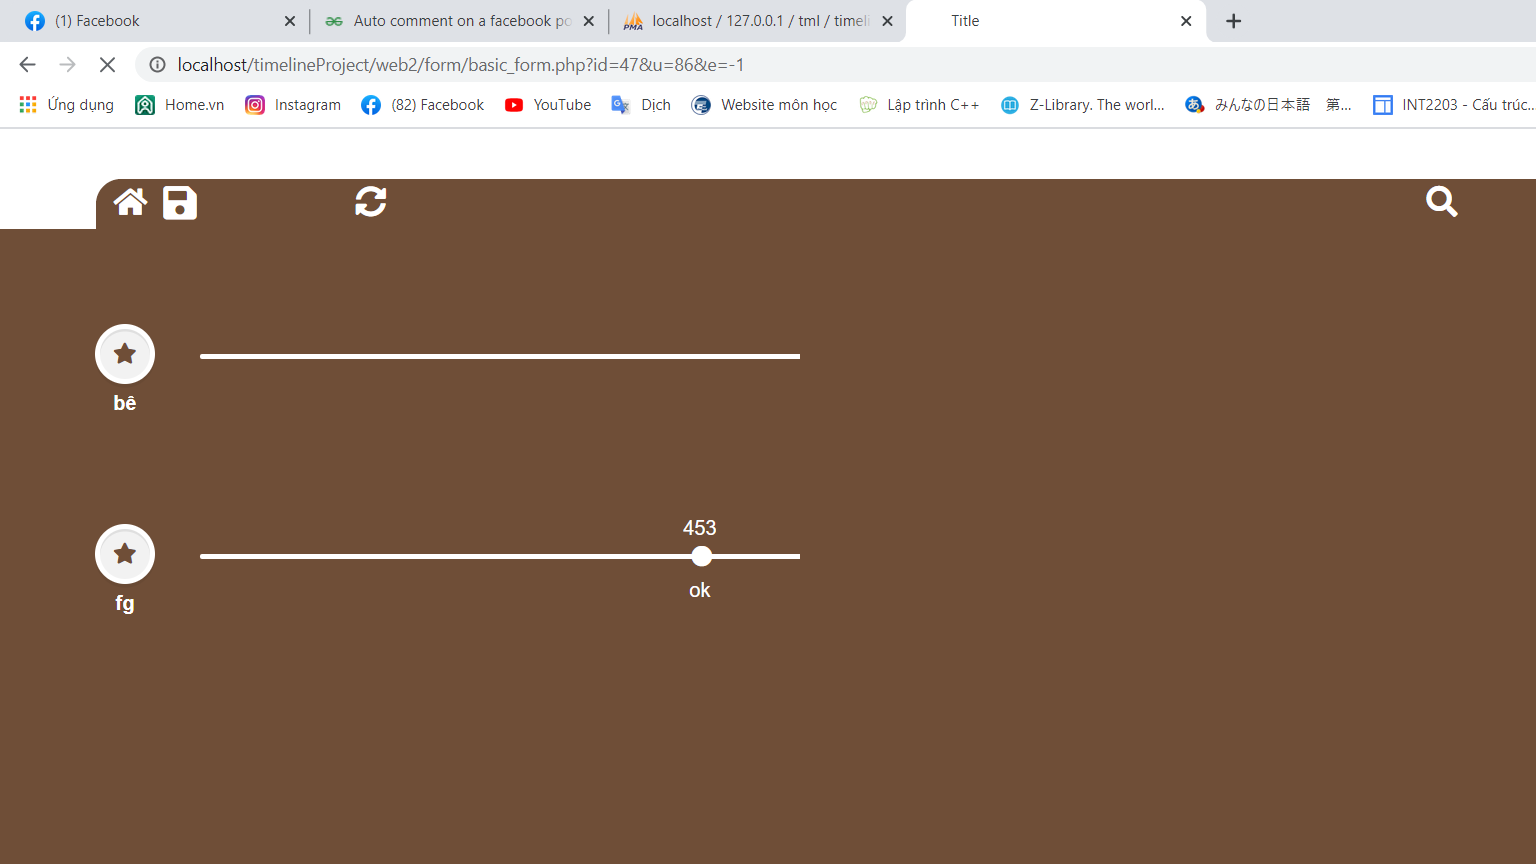 (1) Facebook
Auto comment on a facebook po
localhost / 127.0.0.1 / tml / timeli
Title
localhost/timelineProject/web2/form/basic_form.php?id=47&u=86&e=-1
Ứng dụng
Home.vn
Instagram
(82) Facebook
YouTube
Dịch
Website môn học
Lập trình C++
Z-Library. The worl...
みんなの日本語 第...
INT2203 - Cấu trúc...
bê
453
ok
fg